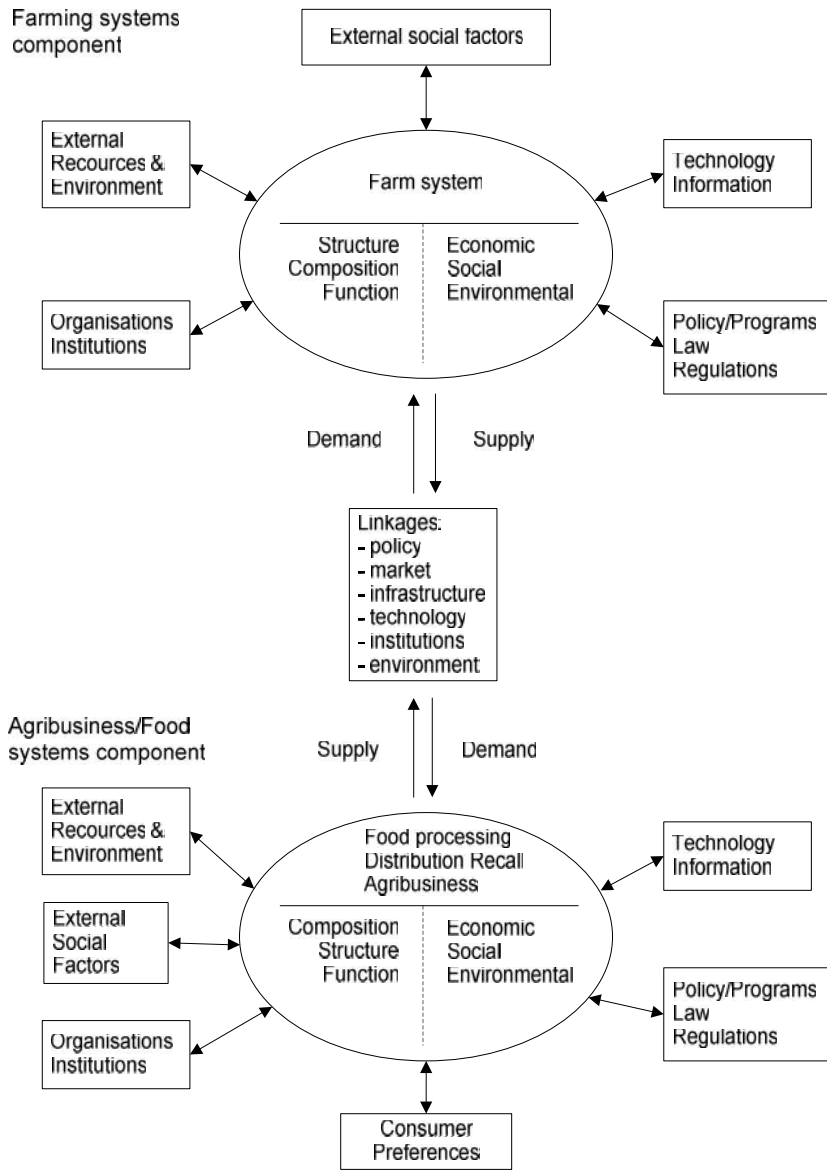 Farming systems
component
External social factors
External
Recources &
Environment
Technology
Information
Farm system
Structure
Composition
Function
Economic
Social
Environmental
Organisations
Institutions
Policy/Programs
Law
Regulations
Demand
Supply
Linkages:
- policy
- market
- infrastructure
- technology
- institutions
- environment
Agribusiness/Food
systems component
Supply
Demand
External
Recources &
Environment
Food processing
Distribution Recall
Agribusiness
Technology
Information
External
Social
Factors
Composition
Structure
Function
Economic
Social
Environmental
Organisations
Institutions
Policy/Programs
Law
Regulations
Consumer
Preferences